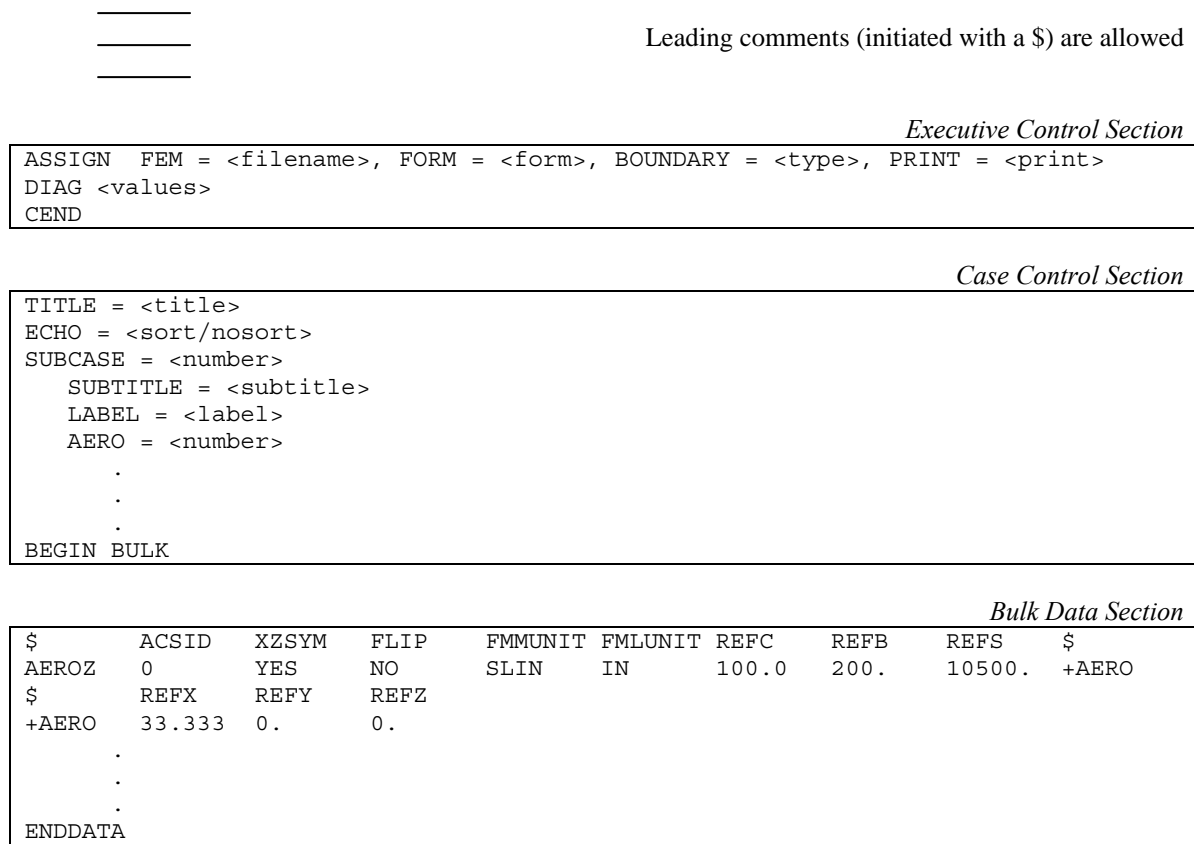 Leading comments (initiated with a $) are allowed
Executive Control Section
ASSIGN  FEM = <filename>, FORM = <form>, BOUNDARY = <type>, PRINT = <print>
DIAG <values>
CEND
Case Control Section
TITLE = <title>
ECHO = <sort/nosort>
SUBCASE = <number>
   SUBTITLE = <subtitle>
   LABEL = <label>
   AERO = <number>
      .
      .
      .
BEGIN BULK
Bulk Data Section
$       ACSID   XZSYM   FLIP    FMMUNIT FMLUNIT REFC    REFB    REFS    $
AEROZ   0       YES     NO      SLIN    IN      100.0   200.    10500.  +AERO
$       REFX    REFY    REFZ
+AERO   33.333  0.      0.
      .
      .
      .
ENDDATA